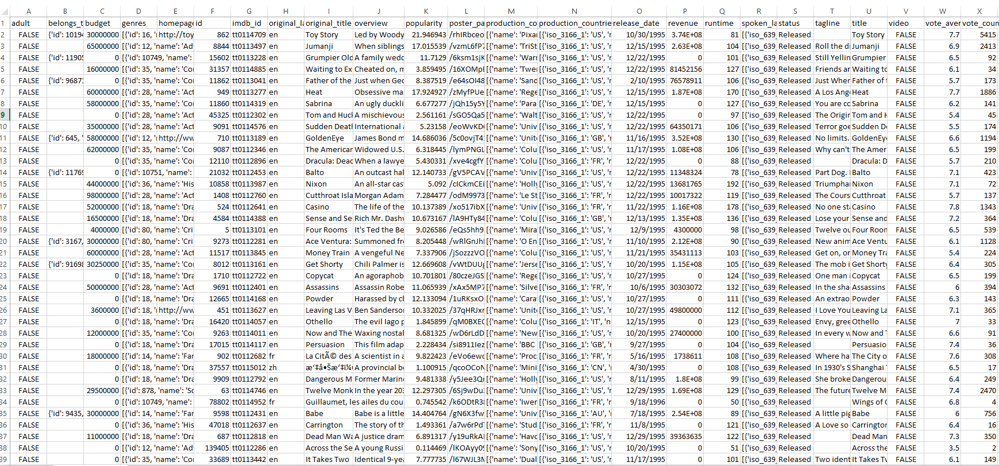 A B C D E F G H I J K L M N O P Q R S T U V W X
1 adult belongs_t budget genres homepage id imdb_id original_la original_title overview popularity poster_pa production_co production_countrie release_date revenue runtime spoken_la status tagline title video vote_aver vote_coun
2 FALSE {'id': 10194 30000000 [{'id': 16, ' http://toy 862 tt0114709 en Toy Story Led by Woody 21.946943 /rhIRbceo [{'name': 'Pixa [{'iso_3166_1': 'US', 'r 10/30/1995 3.74E+08 81 [{'iso_639_ Released Toy Story FALSE 7.7 5415
3 FALSE 65000000 [{'id': 12, 'name': 'Ad 8844 tt0113497 en Jumanji When siblings 17.015539 /vzmL6fP7 [{'name': 'TriSt [{'iso_3166_1': 'US', 'r 12/15/1995 2.63E+08 104 [{'iso_639_ Released Roll the di Jumanji FALSE 6.9 2413
4 FALSE {'id': 11905 0 [{'id': 10749, 'name': 15602 tt0113228 en Grumpier Old A family wedd 11.7129 /6ksm1sjK [{'name': 'Warr [{'iso_3166_1': 'US', 'r 12/22/1995 0 101 [{'iso_639_ Released Still Yellin Grumpier FALSE 6.5 92
5 FALSE 16000000 [{'id': 35, 'name': 'Co 31357 tt0114885 en Waiting to Ex Cheated on, m 3.859495 /16XOMpl [{'name': 'Twer [{'iso_3166_1': 'US', 'r 12/22/1995 81452156 127 [{'iso_639_ Released Friends ar Waiting to FALSE 6.1 34
6 FALSE {'id': 96871 0 [{'id': 35, 'name': 'Co 11862 tt0113041 en Father of the Just when Geo 8.387519 /e64sOI48 [{'name': 'Sand [{'iso_3166_1': 'US', 'r 2/10/1995 76578911 106 [{'iso_639_ Released Just Wher Father of t FALSE 5.7 173
7 FALSE 60000000 [{'id': 28, 'name': 'Act 949 tt0113277 en Heat Obsessive ma 17.924927 /zMyfPUe [{'name': 'Rege [{'iso_3166_1': 'US', 'r 12/15/1995 1.87E+08 170 [{'iso_639_ Released A Los Ang Heat FALSE 7.7 1886
8 FALSE 58000000 [{'id': 35, 'name': 'Co 11860 tt0114319 en Sabrina An ugly duckli 6.677277 /jQh15y5Y [{'name': 'Para [{'iso_3166_1': 'DE', 'r 12/15/1995 0 127 [{'iso_639_ Released You are cc Sabrina FALSE 6.2 141
9 FALSE 0 [{'id': 28, 'name': 'Act 45325 tt0112302 en Tom and Huck A mischievous 2.561161 /sGO5Qa5 [{'name': 'Walt [{'iso_3166_1': 'US', 'r 12/22/1995 0 97 [{'iso_639_ Released The Origin Tom and H FALSE 5.4 45
10 FALSE 35000000 [{'id': 28, 'name': 'Act 9091 tt0114576 en Sudden Death International a 5.23158 /eoWvKD [{'name': 'Univ [{'iso_3166_1': 'US', 'r 12/22/1995 64350171 106 [{'iso_639_ Released Terror goe Sudden De FALSE 5.5 174
11 FALSE {'id': 645, ' 58000000 [{'id': 12, ' http://ww 710 tt0113189 en GoldenEye James Bond m 14.686036 /5c0ovjT4 [{'name': 'Unit [{'iso_3166_1': 'GB', 'r 11/16/1995 3.52E+08 130 [{'iso_639_ Released No limits. GoldenEye FALSE 6.6 1194
12 FALSE 62000000 [{'id': 35, 'name': 'Co 9087 tt0112346 en The American Widowed U.S. 6.318445 /lymPNGL [{'name': 'Colu [{'iso_3166_1': 'US', 'r 11/17/1995 1.08E+08 106 [{'iso_639_ Released Why can't The Amer FALSE 6.5 199
13 FALSE 0 [{'id': 35, 'name': 'Co 12110 tt0112896 en Dracula: Dead When a lawye 5.430331 /xve4cgfY [{'name': 'Colu [{'iso_3166_1': 'FR', 'r 12/22/1995 0 88 [{'iso_639_ Released Dracula: D FALSE 5.7 210
14 FALSE {'id': 11769 0 [{'id': 10751, 'name': 21032 tt0112453 en Balto An outcast hal 12.140733 /gV5PCAV [{'name': 'Univ [{'iso_3166_1': 'US', 'r 12/22/1995 11348324 78 [{'iso_639_ Released Part Dog. Balto FALSE 7.1 423
15 FALSE 44000000 [{'id': 36, 'name': 'His 10858 tt0113987 en Nixon An all-star cas 5.092 /cICkmCEi [{'name': 'Holly [{'iso_3166_1': 'US', 'r 12/22/1995 13681765 192 [{'iso_639_ Released Triumphar Nixon FALSE 7.1 72
16 FALSE 98000000 [{'id': 28, 'name': 'Act 1408 tt0112760 en Cutthroat Isla Morgan Adam 7.284477 /odM9973 [{'name': 'Le St [{'iso_3166_1': 'FR', 'r 12/22/1995 10017322 119 [{'iso_639_ Released The Cours Cutthroat FALSE 5.7 137
17 FALSE 52000000 [{'id': 18, 'name': 'Dra 524 tt0112641 en Casino The life of the 10.137389 /xo517ibX [{'name': 'Univ [{'iso_3166_1': 'FR', 'r 11/22/1995 1.16E+08 178 [{'iso_639_ Released No one sta Casino FALSE 7.8 1343
18 FALSE 16500000 [{'id': 18, 'name': 'Dra 4584 tt0114388 en Sense and Se Rich Mr. Dashv 10.673167 /lA9HTy84 [{'name': 'Colu [{'iso_3166_1': 'GB', 'r 12/13/1995 1.35E+08 136 [{'iso_639_ Released Lose your Sense and FALSE 7.2 364
19 FALSE 4000000 [{'id': 80, 'name': 'Cri 5 tt0113101 en Four Rooms It's Ted the Be 9.026586 /eQs5hh9 [{'name': 'Mira [{'iso_3166_1': 'US', 'r 12/9/1995 4300000 98 [{'iso_639_ Released Twelve ou Four Roon FALSE 6.5 539
20 FALSE {'id': 3167, 30000000 [{'id': 80, 'name': 'Cri 9273 tt0112281 en Ace Ventura: Summoned fr 8.205448 /wRlGnJh [{'name': 'O En [{'iso_3166_1': 'US', 'r 11/10/1995 2.12E+08 90 [{'iso_639_ Released New anim Ace Ventu FALSE 6.1 1128
21 FALSE 60000000 [{'id': 28, 'name': 'Act 11517 tt0113845 en Money Train A vengeful Ne 7.337906 /jSozzzVO [{'name': 'Colu [{'iso_3166_1': 'US', 'r 11/21/1995 35431113 103 [{'iso_639_ Released Get on, or Money Tra FALSE 5.4 224
22 FALSE {'id': 91698 30250000 [{'id': 35, 'name': 'Co 8012 tt0113161 en Get Shorty Chili Palmer is 12.669608 /vWtDUUg [{'name': 'Jerse [{'iso_3166_1': 'US', 'r 10/20/1995 1.15E+08 105 [{'iso_639_ Released The mob i Get Shorty FALSE 6.4 305
23 FALSE 0 [{'id': 18, 'name': 'Dra 1710 tt0112722 en Copycat An agoraphob 10.701801 /80czeJGS [{'name': 'Rege [{'iso_3166_1': 'US', 'r 10/27/1995 0 124 [{'iso_639_ Released One man i Copycat FALSE 6.5 199
24 FALSE 50000000 [{'id': 28, 'name': 'Act 9691 tt0112401 en Assassins Assassin Robe 11.065939 /xAx5MP7 [{'name': 'Silve [{'iso_3166_1': 'FR', 'r 10/6/1995 30303072 132 [{'iso_639_ Released In the sha Assassins FALSE 6 394
25 FALSE 0 [{'id': 18, 'name': 'Dra 12665 tt0114168 en Powder Harassed by cl 12.133094 /1uRKsxO [{'name': 'Cara [{'iso_3166_1': 'US', 'r 10/27/1995 0 111 [{'iso_639_ Released An extrao Powder FALSE 6.3 143
26 FALSE 3600000 [{'id': 18, ' http://ww 451 tt0113627 en Leaving Las V Ben Sanderson 10.332025 /37qHRJxr [{'name': 'Unit [{'iso_3166_1': 'US', 'r 10/27/1995 49800000 112 [{'iso_639_ Released I Love You Leaving La FALSE 7.1 365
27 FALSE 0 [{'id': 18, 'name': 'Dra 16420 tt0114057 en Othello The evil Iago p 1.845899 /qM0BXEC [{'name': 'Colu [{'iso_3166_1': 'IT', 'na 12/15/1995 0 123 [{'iso_639_ Released Envy, gree Othello FALSE 7 33
28 FALSE 12000000 [{'id': 35, 'name': 'Co 9263 tt0114011 en Now and The Waxing nostal 8.681325 /wD6rLdD [{'name': 'New [{'iso_3166_1': 'US', 'r 10/20/1995 27400000 100 [{'iso_639_ Released In every w Now and T FALSE 6.6 91
29 FALSE 0 [{'id': 18, 'name': 'Dra 17015 tt0114117 en Persuasion This film adap 2.228434 /si8911Iez [{'name': 'BBC [{'iso_3166_1': 'GB', 'r 9/27/1995 0 104 [{'iso_639_ Released Persuasio FALSE 7.4 36
30 FALSE 18000000 [{'id': 14, 'name': 'Far 902 tt0112682 fr La CitÃ© des A scientist in a 9.822423 /eVo6ewc [{'name': 'Proc [{'iso_3166_1': 'FR', 'r 5/16/1995 1738611 108 [{'iso_639_ Released Where ha The City o FALSE 7.6 308
31 FALSE 0 [{'id': 18, 'name': 'Dra 37557 tt0115012 zh A provincial bo 1.100915 /qcoOCoN [{'name': 'Mini [{'iso_3166_1': 'CN', 'r 4/30/1995 0 108 [{'iso_639_ Released In 1930's S Shanghai FALSE 6.5 17
32 FALSE 0 [{'id': 18, 'name': 'Dra 9909 tt0112792 en Dangerous M Former Marin 9.481338 /y5Jee3Q [{'name': 'Holly [{'iso_3166_1': 'US', 'r 8/11/1995 1.8E+08 99 [{'iso_639_ Released She broke Dangerou FALSE 6.4 249
33 FALSE 29500000 [{'id': 878, 'name': 'Sc 63 tt0114746 en Twelve Monk In the year 203 12.297305 /6Sj9wDu [{'name': 'Univ [{'iso_3166_1': 'US', 'r 12/29/1995 1.69E+08 129 [{'iso_639_ Released The future Twelve M FALSE 7.4 2470
34 FALSE 0 [{'id': 10749, 'name': 78802 tt0114952 fr Guillaumet, les ailes du cou 0.745542 /k6ODtR3 [{'name': 'Iwer [{'iso_3166_1': 'FR', 'r 9/18/1996 0 50 [{'iso_639_ Released Wings of C FALSE 6.8 4
35 FALSE {'id': 9435, 30000000 [{'id': 14, 'name': 'Far 9598 tt0112431 en Babe Babe is a little 14.404764 /gN6X3fw [{'name': 'Univ [{'iso_3166_1': 'AU', 'r 7/18/1995 2.54E+08 89 [{'iso_639_ Released A little pig Babe FALSE 6 756
36 FALSE 0 [{'id': 36, 'name': 'His 47018 tt0112637 en Carrington The story of th 1.493361 /a7w6rPd [{'name': 'Stud [{'iso_3166_1': 'FR', 'r 11/8/1995 0 121 [{'iso_639_ Released A Love so Carrington FALSE 6.4 16
37 FALSE 11000000 [{'id': 18, 'name': 'Dra 687 tt0112818 en Dead Man Wa A justice dram 6.891317 /y19uRkA [{'name': 'Havc [{'iso_3166_1': 'US', 'r 12/29/1995 39363635 122 [{'iso_639_ Released Dead Man FALSE 7.3 350
38 FALSE 0 [{'id': 12, 'name': 'Ad 139405 tt0112286 en Across the Se A young Russi 0.114469 /lKOAyy09 [{'name': 'Sony [{'iso_3166_1': 'US', 'r 10/20/1995 0 51 [{'iso_639_ Released Across the FALSE 3.5 2
39 FALSE 0 [{'id': 35, 'name': 'Co 33689 tt0113442 en It Takes Two Identical 9-yea 7.777735 /l67WJL3N [{'name': 'Dual [{'iso_3166_1': 'US', 'r 11/17/1995 0 101 [{'iso_639_ Released Two ident It Takes Tv FALSE 6.1 149